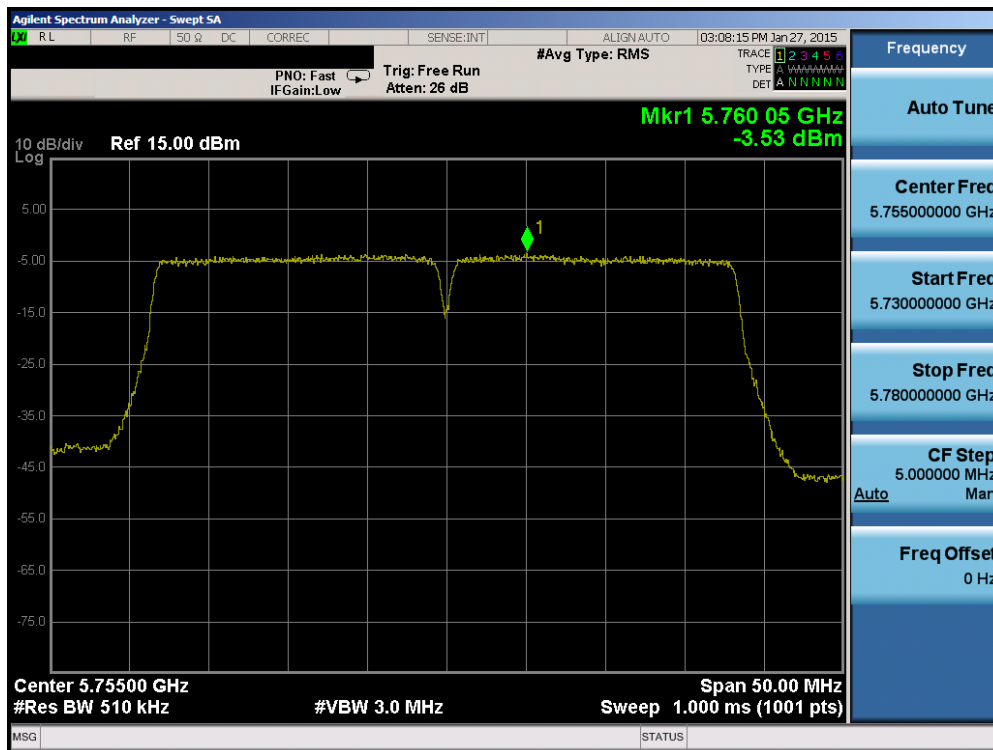 Agilent Spectrum Analyzer - Swept SA
LXI RL RF 50 Ω DC CORREC SENSE:INT ALIGN AUTO 03:08:15 PM Jan 27, 2015
#Avg Type: RMS
TRACE 1 2 3 4 5 6
TYPE A WWWWW
DET A N N N N N
PNO: Fast
IFGain:Low
Trig: Free Run
Atten: 26 dB
Mkr1 5.760 05 GHz
-3.53 dBm
10 dB/div Ref 15.00 dBm
Log
5.00
-5.00
-15.0
-25.0
-35.0
-45.0
-55.0
-65.0
-75.0
1
Center 5.75500 GHz Span 50.00 MHz
#Res BW 510 kHz #VBW 3.0 MHz Sweep 1.000 ms (1001 pts)
MSG STATUS
Frequency
Auto Tune
Center Freq
5.755000000 GHz
Start Freq
5.730000000 GHz
Stop Freq
5.780000000 GHz
CF Step
5.000000 MHz
Auto Man
Freq Offset
0 Hz